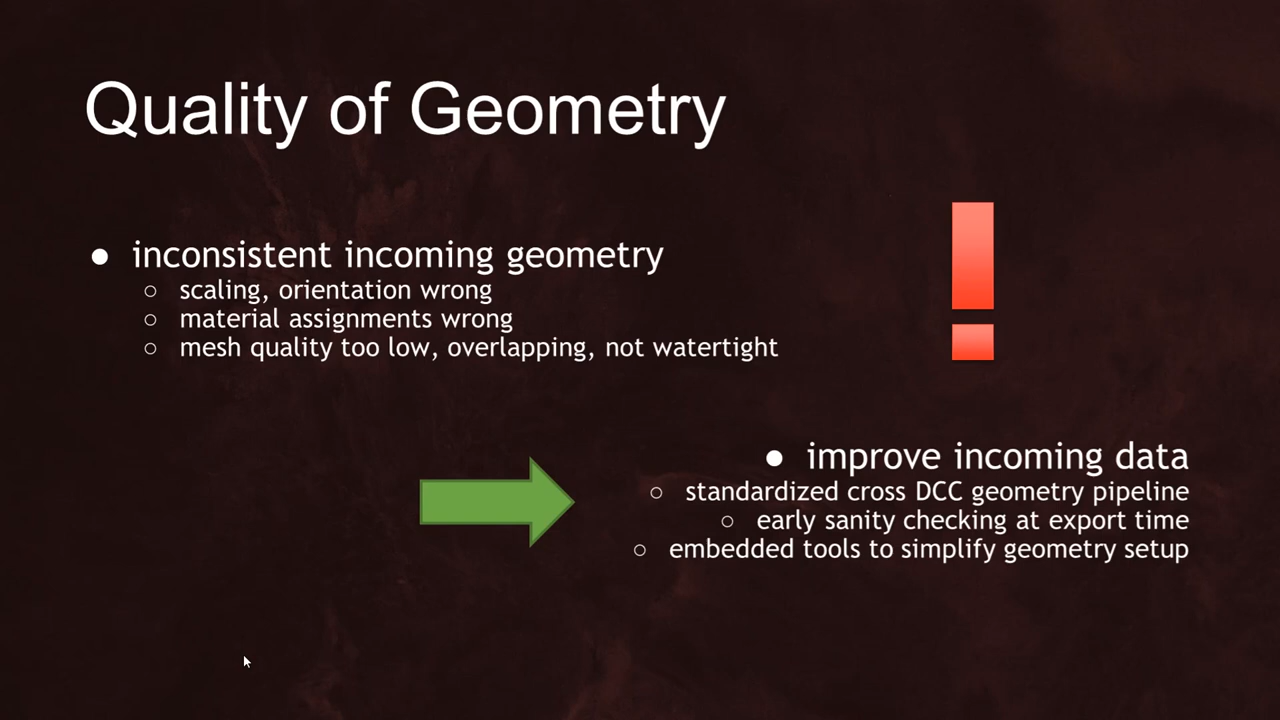 Quality of Geometry
● inconsistent incoming geometry
○ scaling, orientation wrong
○ material assignments wrong
○ mesh quality too low, overlapping, not watertight
● improve incoming data
○ standardized cross DCC geometry pipeline
○ early sanity checking at export time
○ embedded tools to simplify geometry setup